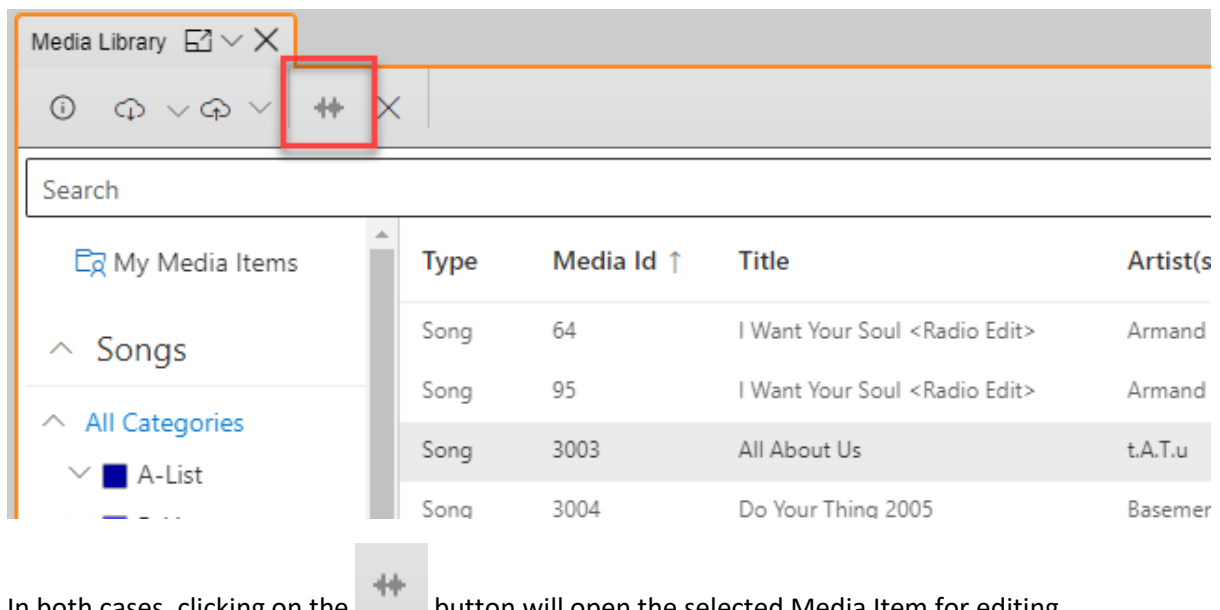 Media Library
Search
My Media Items
Type Media Id ↑ Title Artist(s
Songs
Song 64 I Want Your Soul <Radio Edit> Armand
Song 95 I Want Your Soul <Radio Edit> Armand
All Categories
Song 3003 All About Us t.A.T.u
A-List
Song 3004 Do Your Thing 2005 Basemen
In both cases, clicking on the button will open the selected Media Item for editing